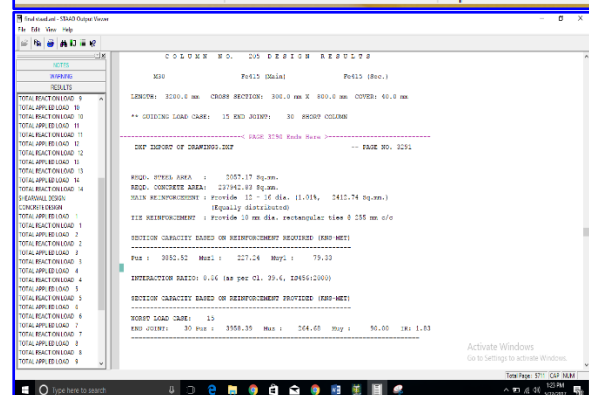 final staad.anl - STAAD Output Viewer
File Edit View Help
NOTES
WARNING
RESULTS
TOTAL REACTION LOAD 9
TOTAL APPLIED LOAD 10
TOTAL REACTION LOAD 10
TOTAL APPLIED LOAD 11
TOTAL REACTION LOAD 11
TOTAL APPLIED LOAD 12
TOTAL REACTION LOAD 12
TOTAL APPLIED LOAD 13
TOTAL REACTION LOAD 13
TOTAL APPLIED LOAD 14
TOTAL REACTION LOAD 14
SHEARWALL DESIGN
CONCRETE DESIGN
TOTAL APPLIED LOAD 1
TOTAL REACTION LOAD 1
TOTAL APPLIED LOAD 2
TOTAL REACTION LOAD 2
TOTAL APPLIED LOAD 3
TOTAL REACTION LOAD 3
TOTAL APPLIED LOAD 4
TOTAL REACTION LOAD 4
TOTAL APPLIED LOAD 5
TOTAL REACTION LOAD 5
TOTAL APPLIED LOAD 6
TOTAL REACTION LOAD 6
TOTAL APPLIED LOAD 7
TOTAL REACTION LOAD 7
TOTAL APPLIED LOAD 8
TOTAL REACTION LOAD 8
TOTAL APPLIED LOAD 9
C O L U M N N O. 205 D E S I G N R E S U L T S
M30 Fe415 (Main) Fe415 (Sec.)
LENGTH: 3200.0 mm CROSS SECTION: 300.0 mm X 800.0 mm COVER: 40.0 mm
** GUIDING LOAD CASE: 15 END JOINT: 30 SHORT COLUMN
< PAGE 3290 Ends Here >
DXF IMPORT OF DRAWING3.DXF -- PAGE NO. 3291
REQD. STEEL AREA : 2057.17 Sq.mm.
REQD. CONCRETE AREA: 237942.83 Sq.mm.
MAIN REINFORCEMENT : Provide 12 - 16 dia. (1.01%, 2412.74 Sq.mm.)
(Equally distributed)
TIE REINFORCEMENT : Provide 10 mm dia. rectangular ties @ 255 mm c/c
SECTION CAPACITY BASED ON REINFORCEMENT REQUIRED (KNS-MET)
Puz : 3852.52 Muz1 : 227.24 Muy1 : 79.33
INTERACTION RATIO: 0.06 (as per Cl. 39.6, IS456:2000)
SECTION CAPACITY BASED ON REINFORCEMENT PROVIDED (KNS-MET)
WORST LOAD CASE: 15
END JOINT: 30 Puz : 3958.35 Muz : 264.68 Muy : 90.00 IR: 1.83
Activate Windows
Go to Settings to activate Windows.
Total Page: 5711 CAP NUM
Type here to search
1:23 PM